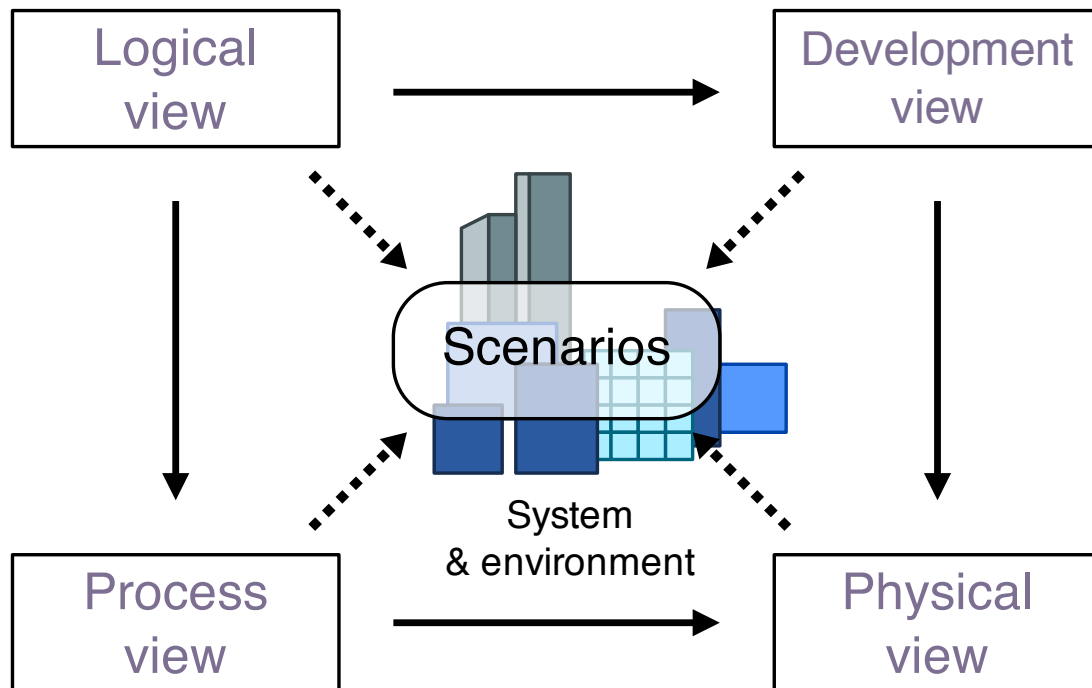 Logical
view
Development
view
Scenarios
System
& environment
Process
view
Physical
view